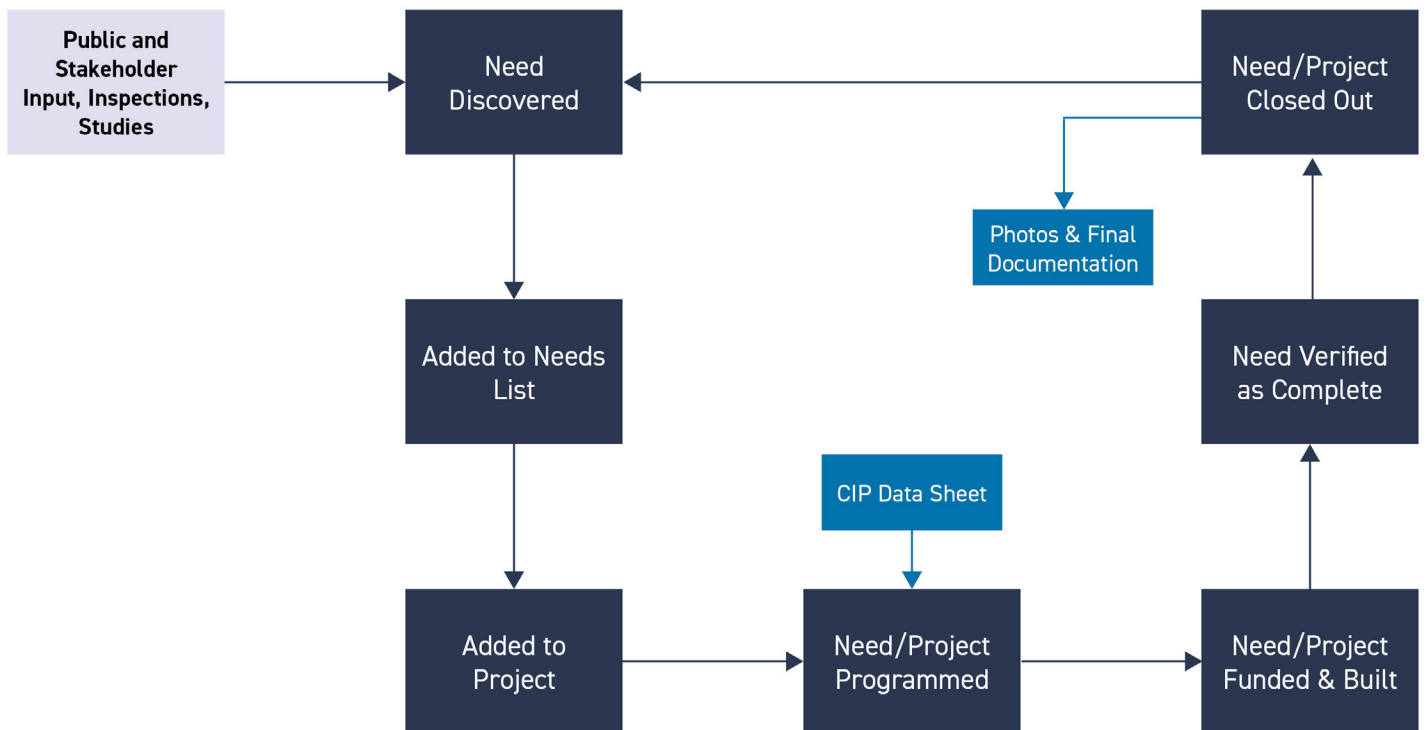 Public and
Stakeholder
Input, Inspections,
Studies
Need
Discovered
Need/Project
Closed Out
Photos & Final
Documentation
Added to Needs
List
Need Verified
as Complete
CIP Data Sheet
Added to
Project
Need/Project
Programmed
Need/Project
Funded & Built